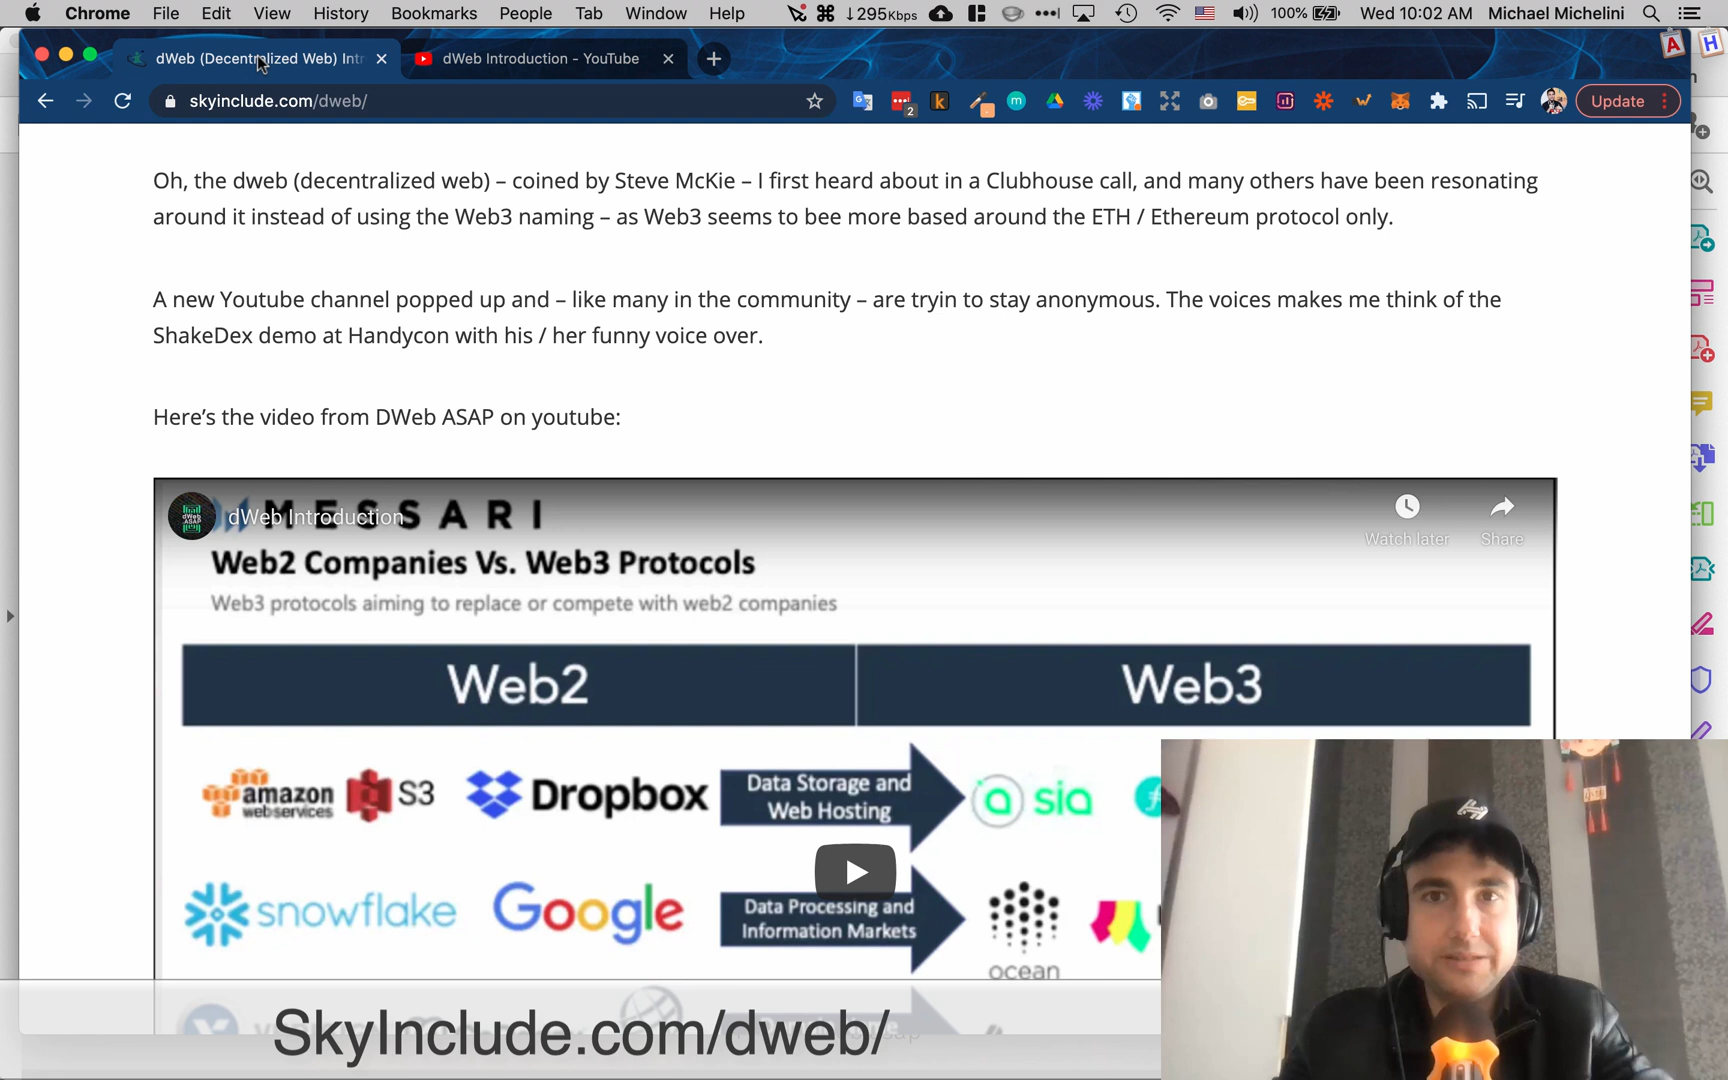 Chrome File Edit View History Bookmarks People Tab Window Help ↓295Kbps 100% Wed 10:02 AM Michael Michelini
dWeb (Decentralized Web) Intr
dWeb Introduction - YouTube
skyinclude.com/dweb/
2
Update
Oh, the dweb (decentralized web) – coined by Steve McKie – I first heard about in a Clubhouse call, and many others have been resonating
around it instead of using the Web3 naming – as Web3 seems to bee more based around the ETH / Ethereum protocol only.
A new Youtube channel popped up and – like many in the community – are tryin to stay anonymous. The voices makes me think of the
ShakeDex demo at Handycon with his / her funny voice over.
Here's the video from DWeb ASAP on youtube:
MESSARI
dWeb Introduction
Watch later
Share
Web2 Companies Vs. Web3 Protocols
Web3 protocols aiming to replace or compete with web2 companies
Web2
Web3
amazon
webservices
S3
Dropbox
Data Storage and
Web Hosting
sia
snowflake
Google
Data Processing and
Information Markets
ocean
SkyInclude.com/dweb/